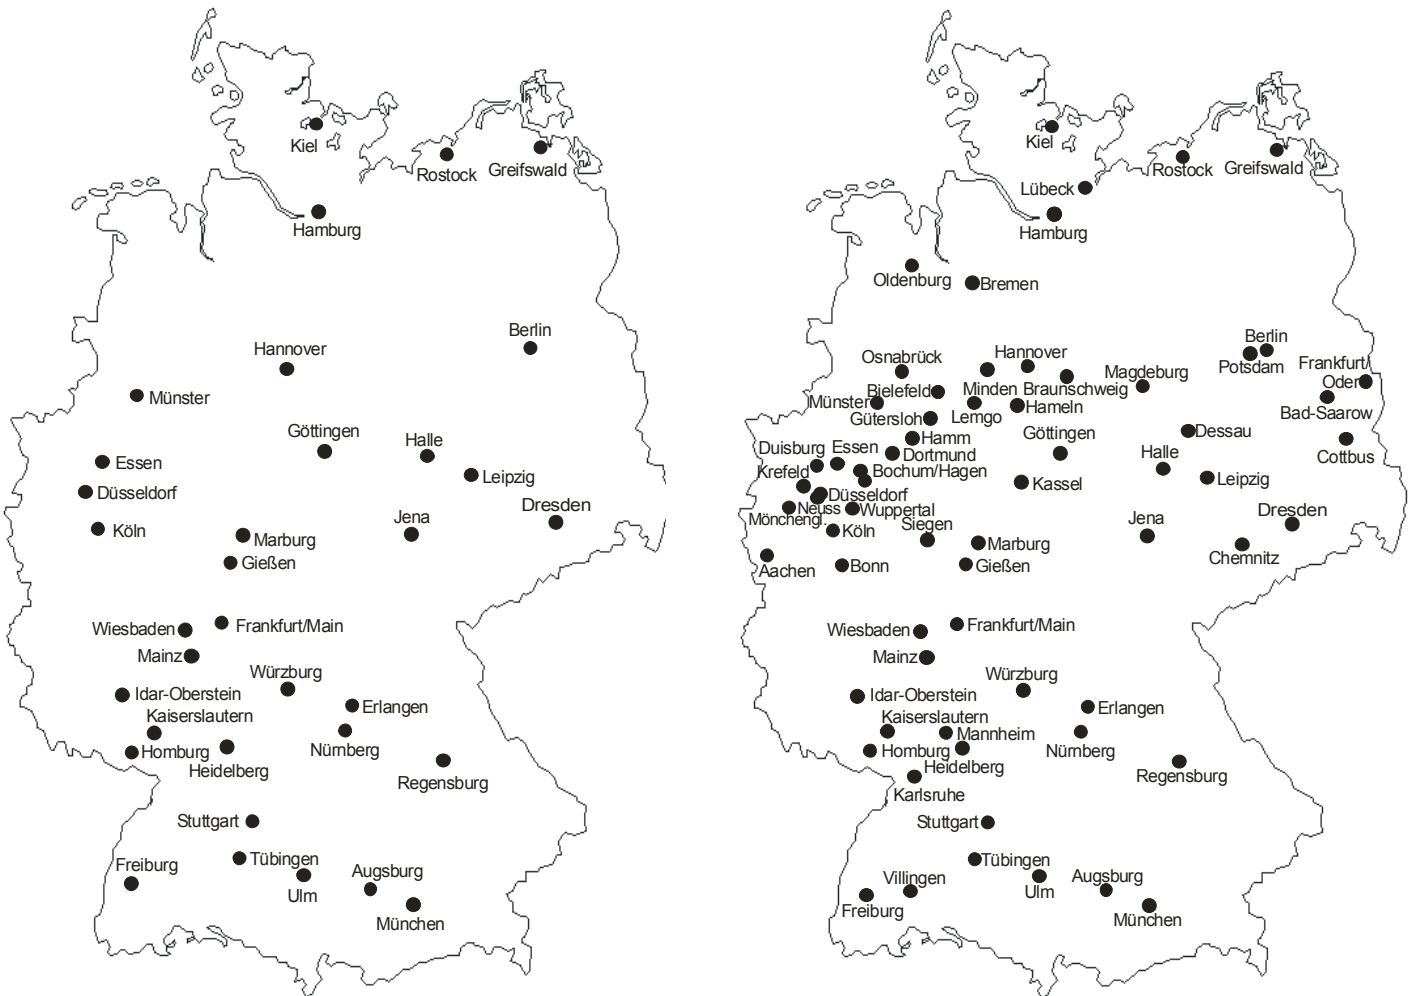 Kiel
Rostock
Greifswald
Hamburg
Berlin
Hannover
Münster
Göttingen
Halle
Essen
Leipzig
Düsseldorf
Dresden
Jena
Köln
Marburg
Gießen
Wiesbaden
Frankfurt/Main
Mainz
Würzburg
Idar-Oberstein
Erlangen
Kaiserslautern
Homburg
Nürnberg
Heidelberg
Regensburg
Stuttgart
Tübingen
Freiburg
Augsburg
Ulm
München
Kiel
Rostock
Greifswald
Lübeck
Hamburg
Oldenburg
Bremen
Berlin
Osnabrück
Hannover
Potsdam
Frankfurt/
Oder
Magdeburg
Bielefeld
Minden
Braunschweig
Münster
Bad-Saarow
Gütersloh
Lemgo
Hameln
Hamm
Göttingen
Dessau
Duisburg
Essen
Dortmund
Halle
Cottbus
Krefeld
Bochum/Hagen
Kassel
Leipzig
Düsseldorf
Neuss
Wuppertal
Dresden
Mönchengl.
Siegen
Jena
Köln
Marburg
Chemnitz
Aachen
Bonn
Gießen
Wiesbaden
Frankfurt/Main
Mainz
Würzburg
Idar-Oberstein
Erlangen
Kaiserslautern
Mannheim
Homburg
Nürnberg
Heidelberg
Regensburg
Karlsruhe
Stuttgart
Tübingen
Villingen
Augsburg
Ulm
Freiburg
München